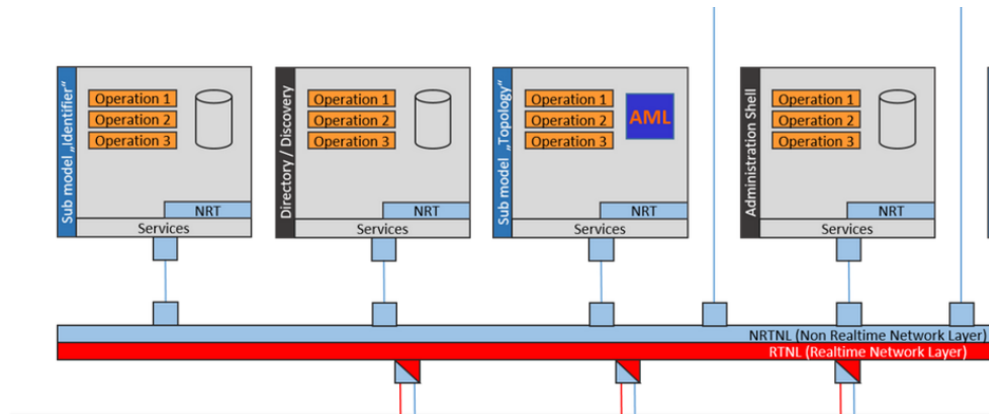 Sub model „Identifier“
Operation 1
Operation 2
Operation 3
NRT
Services
Directory / Discovery
Operation 1
Operation 2
Operation 3
NRT
Services
Sub model „Topology“
Operation 1
Operation 2
Operation 3
AML
NRT
Services
Administration Shell
Operation 1
Operation 2
Operation 3
NRT
Services
NRTNL (Non Realtime Network Layer)
RTNL (Realtime Network Layer)